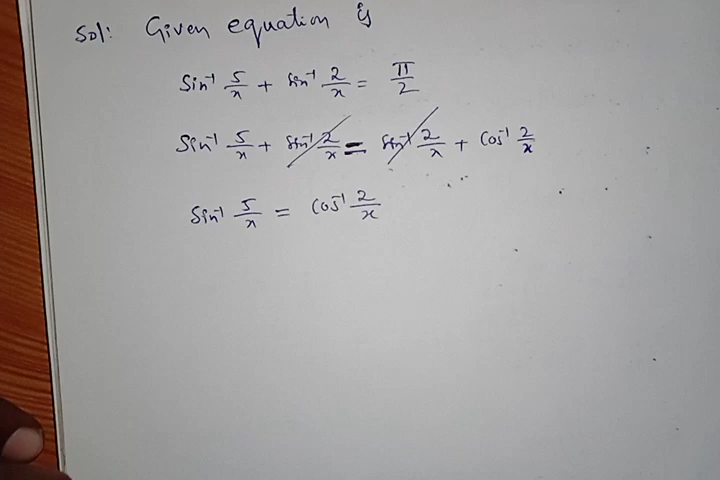 Sol: Given equation is
Sin⁻¹ 5/x + Sin⁻¹ 2/x = π/2
Sin⁻¹ 5/x + Sin⁻¹ 2/x = Sin⁻¹ 2/x + Cos⁻¹ 2/x
Sin⁻¹ 5/x = Cos⁻¹ 2/x